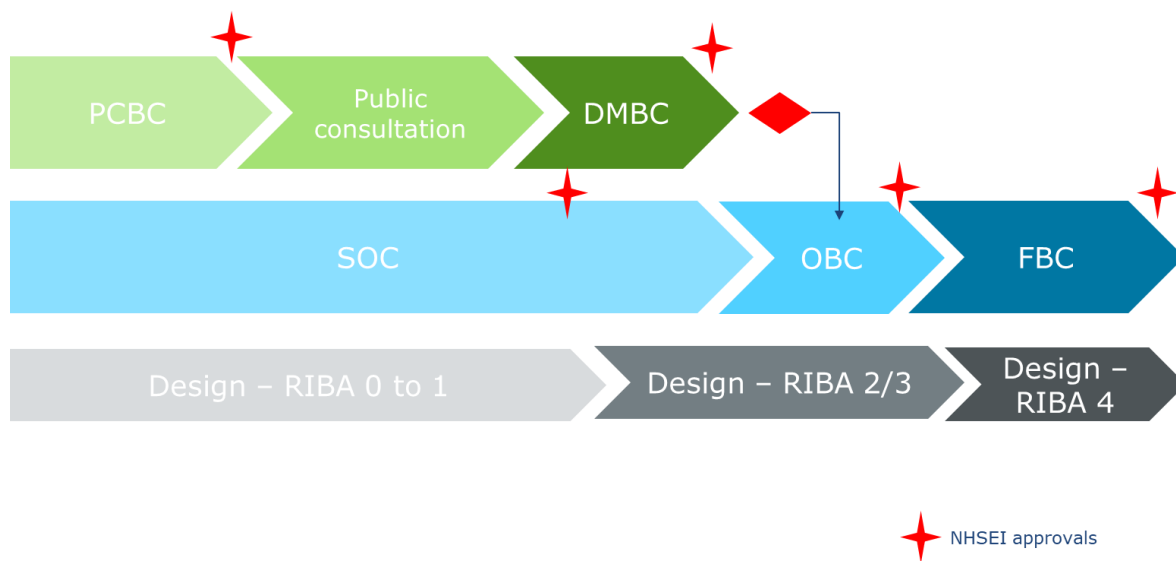 PCBC
Public
consultation
DMBC
SOC
OBC
FBC
Design – RIBA 0 to 1
Design – RIBA 2/3
Design –
RIBA 4
NHSEI approvals